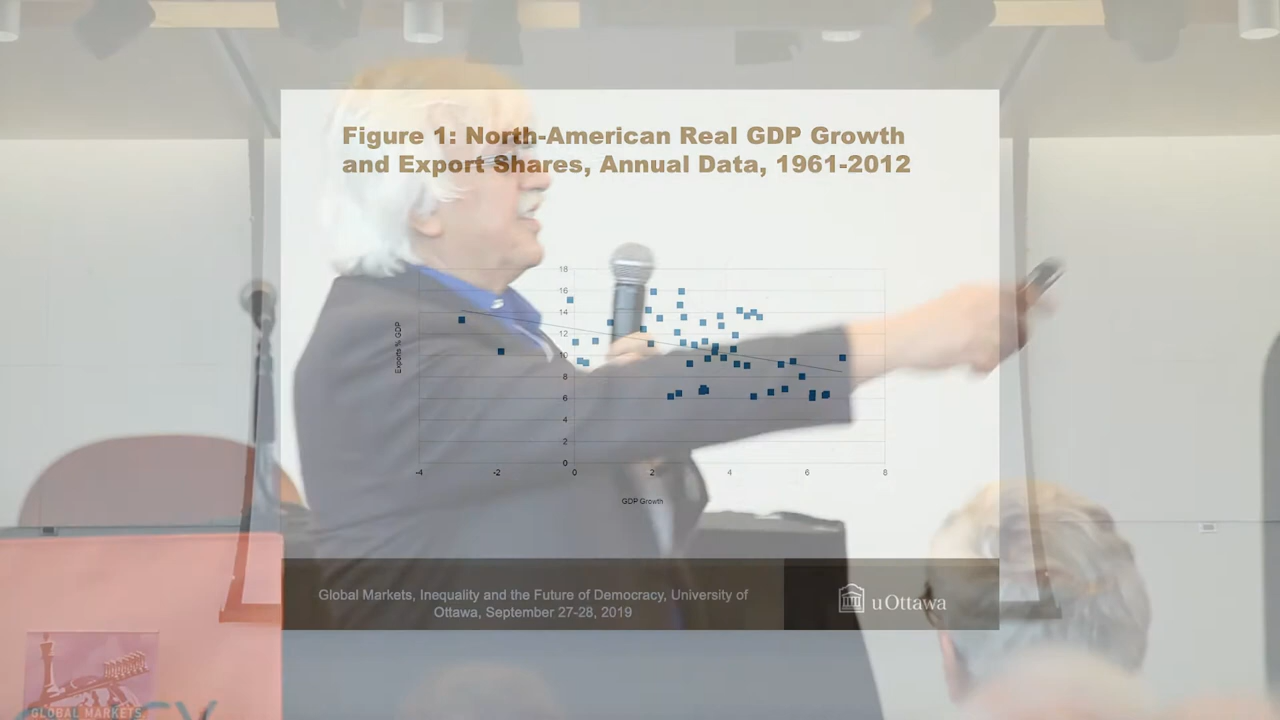 Figure 1: North-American Real GDP Growth
and Export Shares, Annual Data, 1961-2012
18
16
14
12
10
8
6
4
2
0
Exports % GDP
-4 -2 0 2 4 6 8
GDP Growth
Global Markets, Inequality and the Future of Democracy, University of
Ottawa, September 27-28, 2019
uOttawa
GLOBAL MARKETS